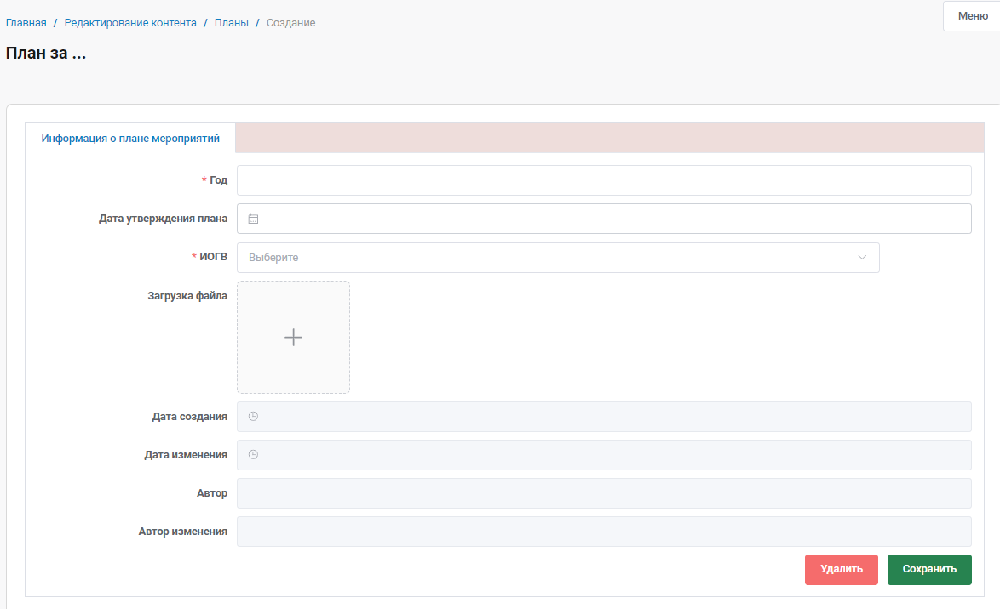 Главная / Редактирование контента / Планы / Создание
Меню
План за ...
Информация о плане мероприятий
* Год
Дата утверждения плана
* ИОГВ
Выберите
Загрузка файла
Дата создания
Дата изменения
Автор
Автор изменения
Удалить
Сохранить